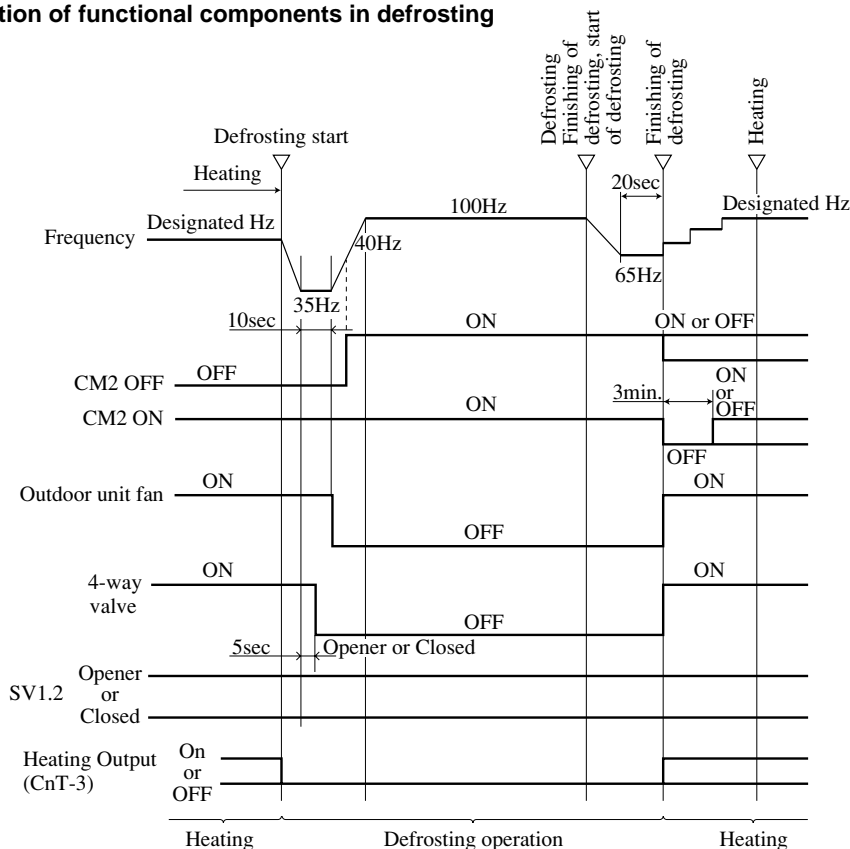 tion of functional components in defrosting
Defrosting
Finishing of
defrosting, start
of defrosting
Finishing of
defrosting
Heating
Defrosting start
Heating
20sec
Designated Hz
100Hz
Designated Hz
Frequency
40Hz
65Hz
35Hz
10sec
ON
ON or OFF
OFF
CM2 OFF
3min.
ON
or
OFF
ON
CM2 ON
OFF
ON
ON
Outdoor unit fan
OFF
ON
ON
4-way
valve
OFF
5sec
Opener or Closed
Opener
SV1.2 or
Closed
Heating Output
(CnT-3)
On
or
OFF
Heating
Defrosting operation
Heating